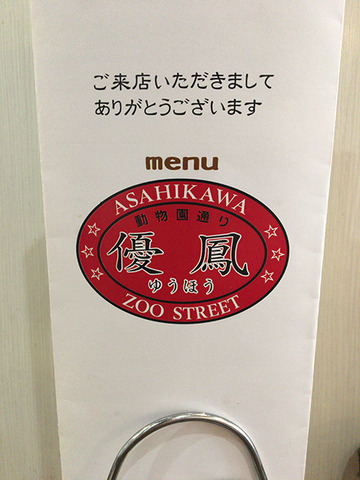 ご来店いただきまして
ありがとうございます
menu
ASAHIKAWA
動物園通り
優鳳
ゆうほう
ZOO STREET